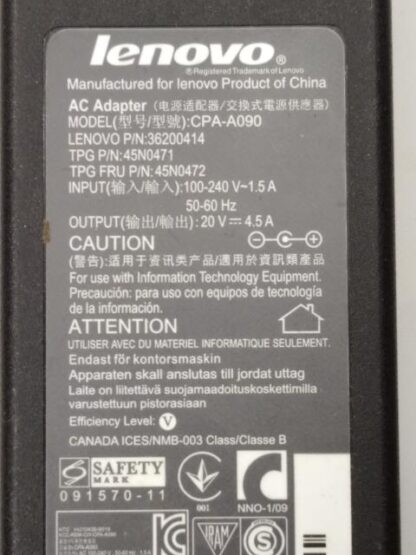 lenovo®
®Registered Trademark of Lenovo
Manufactured for lenovo Product of China
AC Adapter (电源适配器/交換式電源供應器)
MODEL(型号/型號):CPA-A090
LENOVO P/N:36200414
TPG P/N:45N0471
TPG FRU P/N:45N0472
INPUT(输入/輸入):100-240 V~1.5 A
50-60 Hz
OUTPUT(输出/輸出):20 V⎓4.5 A
CAUTION
(警告):适用于资讯类产品/適用於資訊類產品
For use with Information Technology Equipment.
Precaución: para uso con equipos de tecnología
de la información.
ATTENTION
UTILISER AVEC DU MATERIEL INFORMATIQUE SEULEMENT.
Endast för kontorsmaskin
Apparaten skall anslutas till jordat uttag
Laite on liitettävä suojamaadoituskoskettimilla
varustettuun pistorasiaan
Efficiency Level: V
CANADA ICES/NMB-003 Class/Classe B
S SAFETY
MARK
091570-11
001
NNO-1/09
VRAM
S